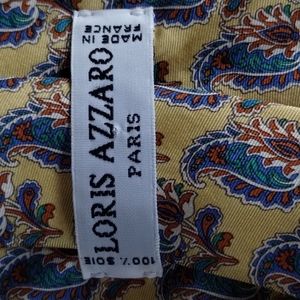 MADE IN
FRANCE
LORIS AZZARO
PARIS
100% SOIE